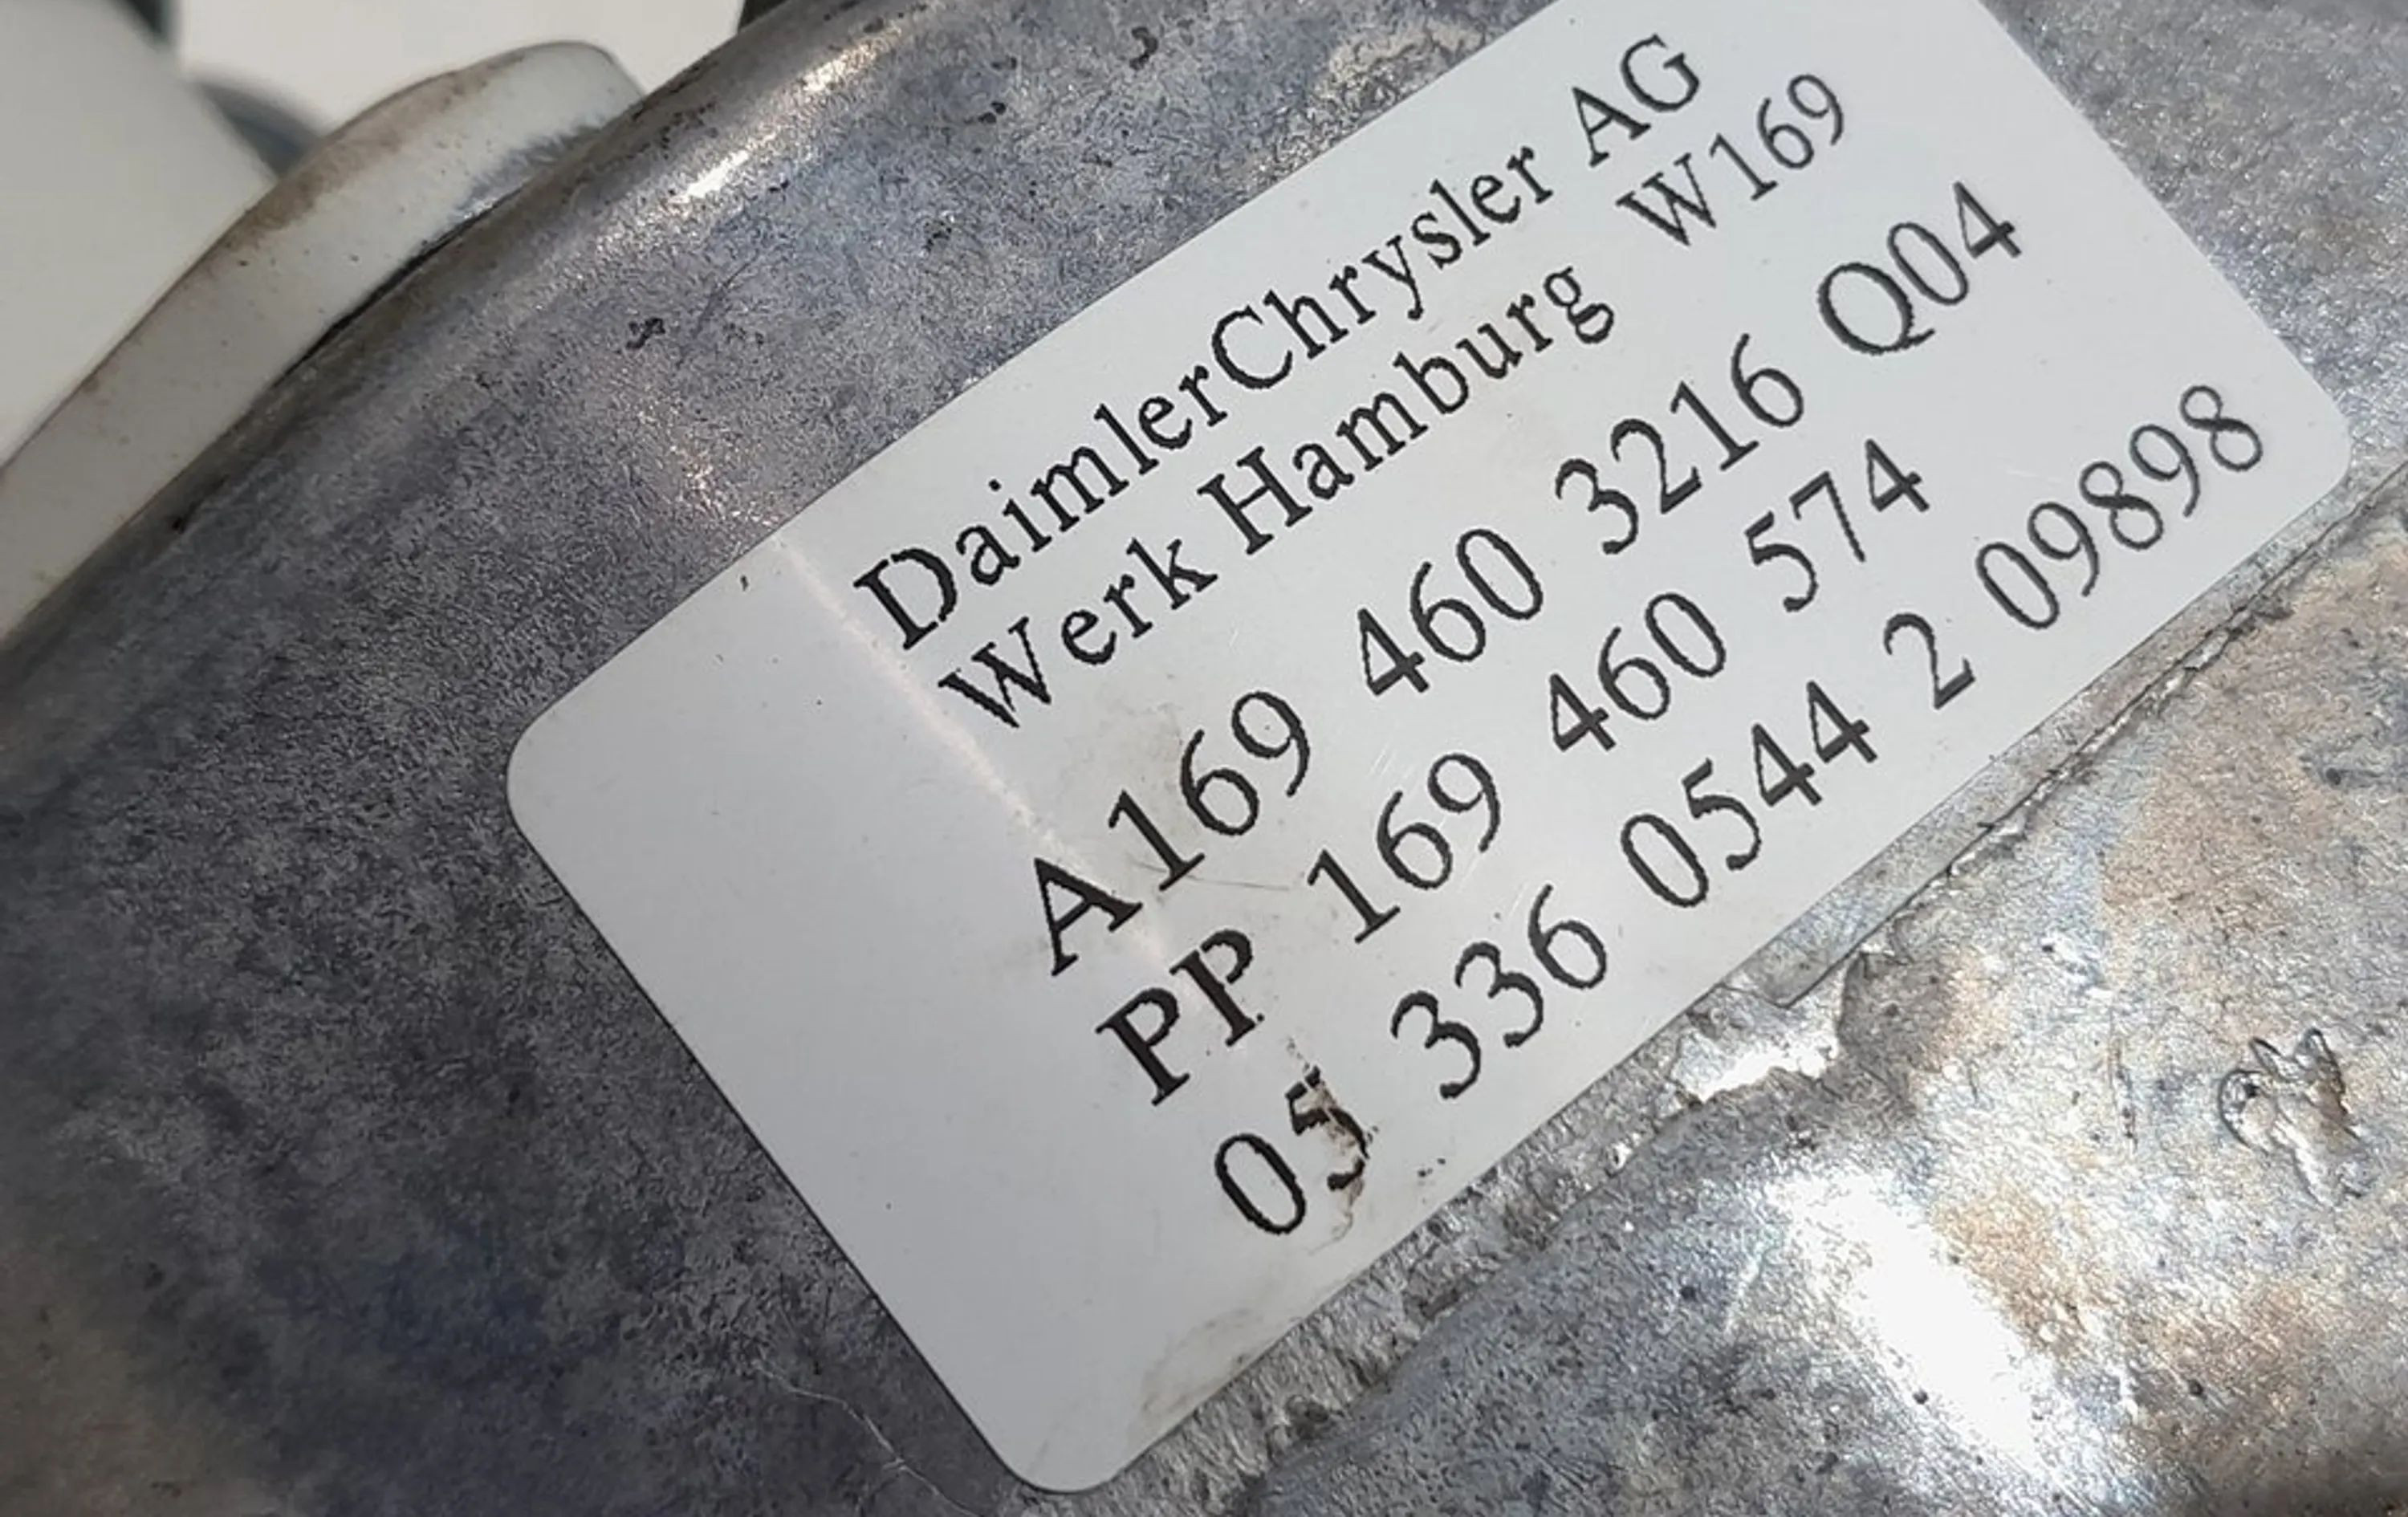 DaimlerChrysler AG
Werk Hamburg W169
A169 460 3216 Q04
PP 169 460 574
05 336 0544 2 09898